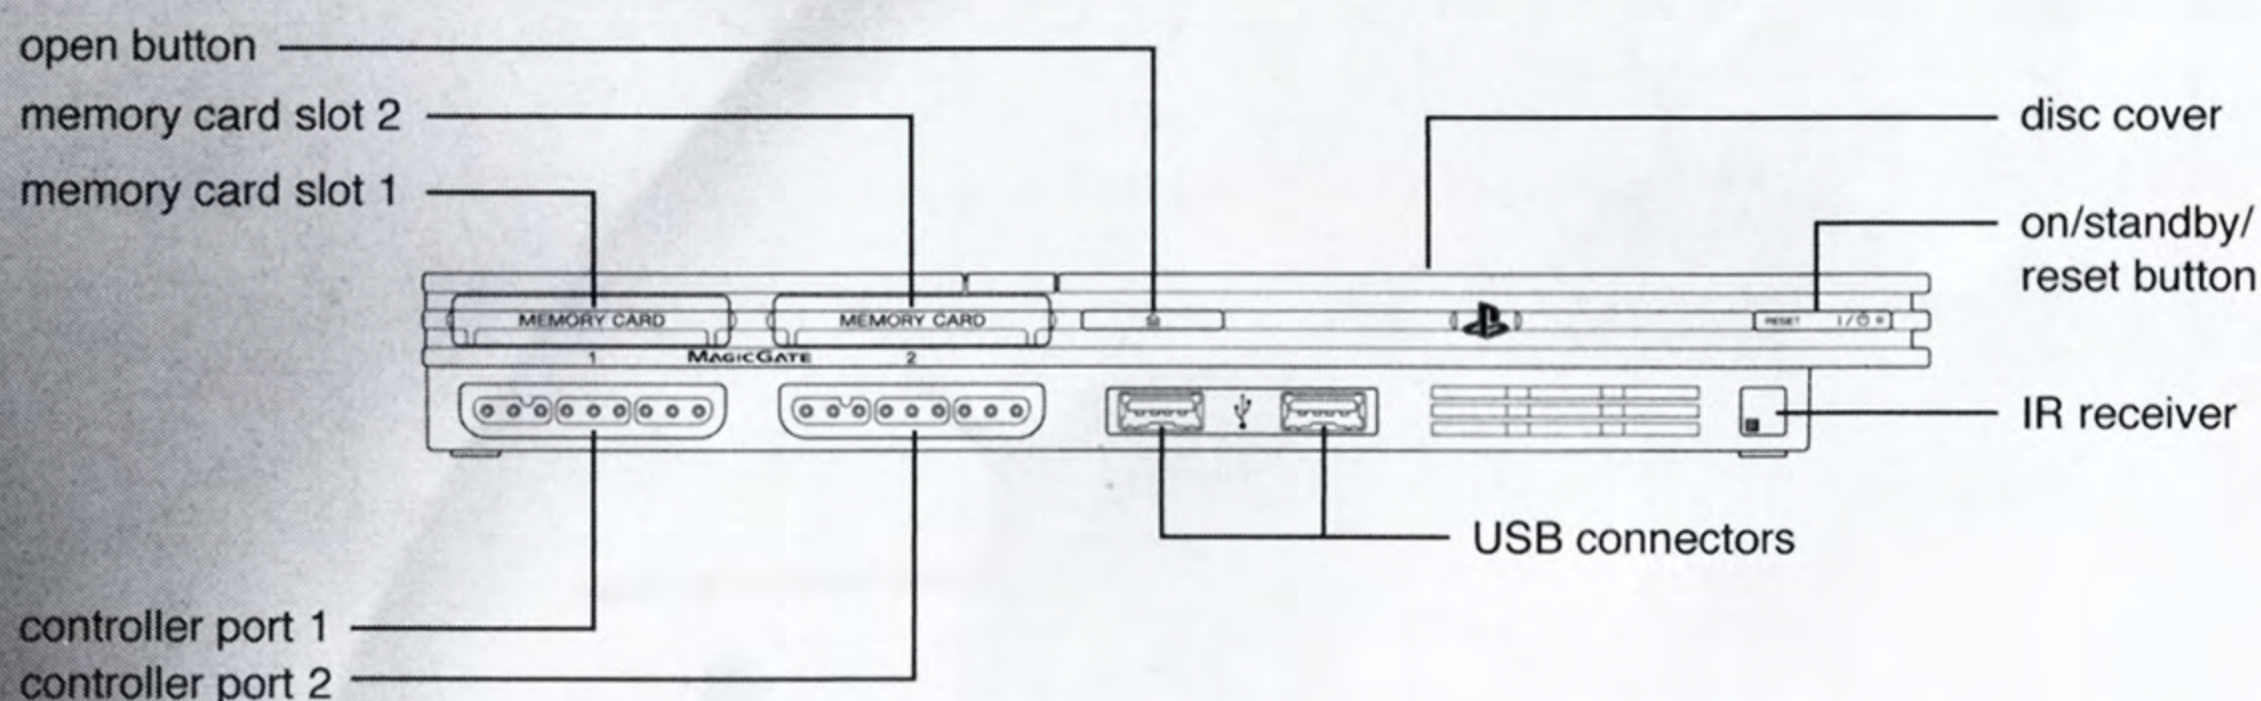 open button
memory card slot 2
memory card slot 1
disc cover
on/standby/
reset button
MEMORY CARD
MEMORY CARD
RESET
1
MAGICGATE
2
IR receiver
USB connectors
controller port 1
controller port 2